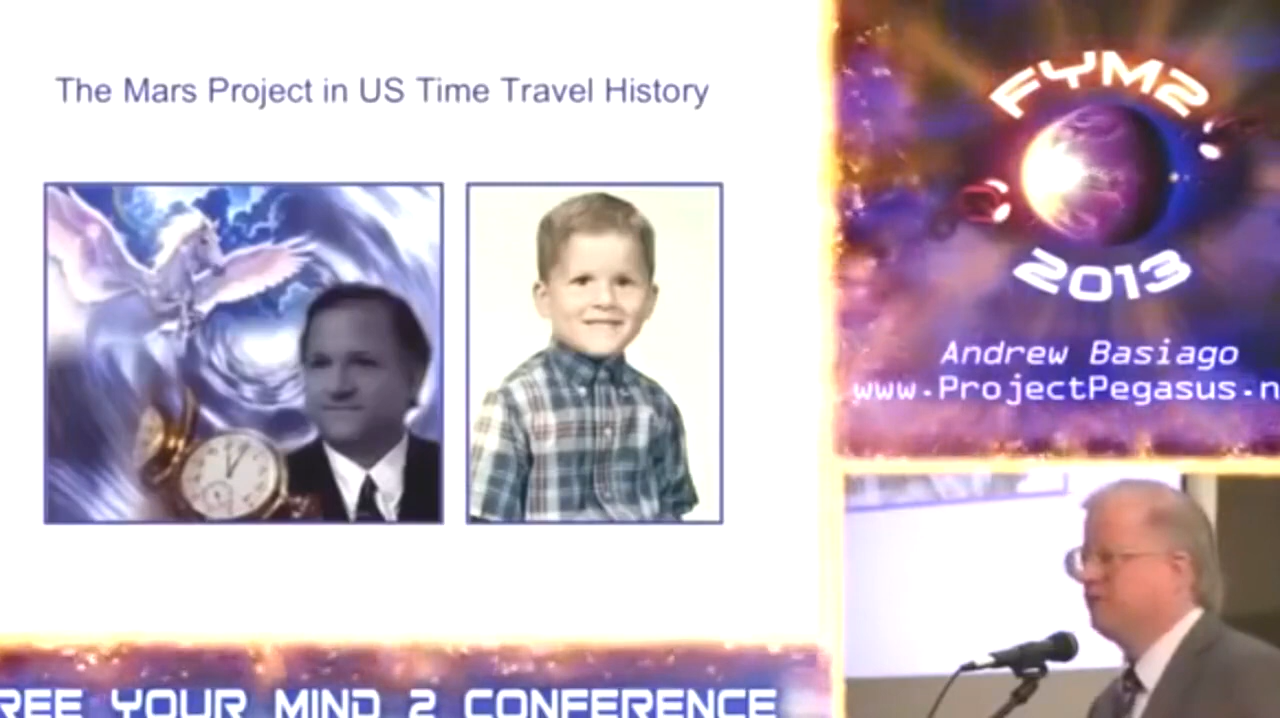 The Mars Project in US Time Travel History
FYM2
2013
Andrew Basiago
www.ProjectPegasus.n
REE YOUR MIND 2 CONFERENCE